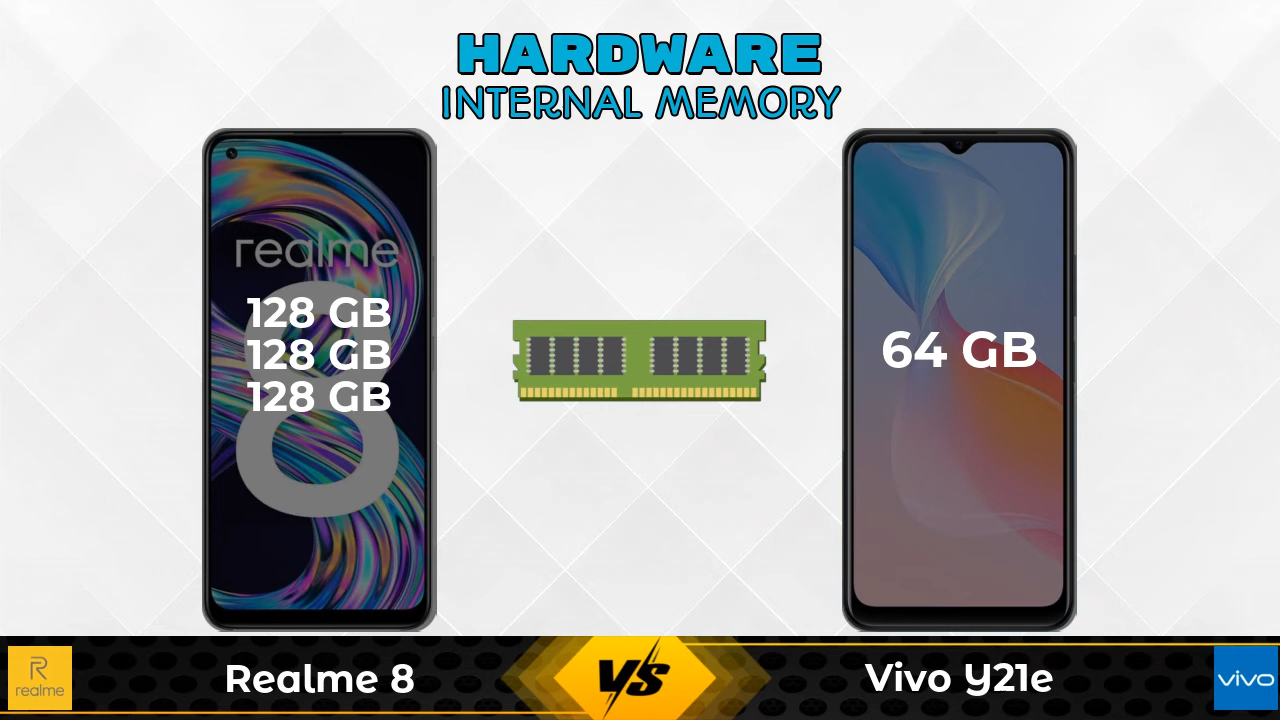 HARDWARE
INTERNAL MEMORY
realme
8
128 GB
128 GB
128 GB
64 GB
R
realme
Realme 8
VS
Vivo Y21e
vivo